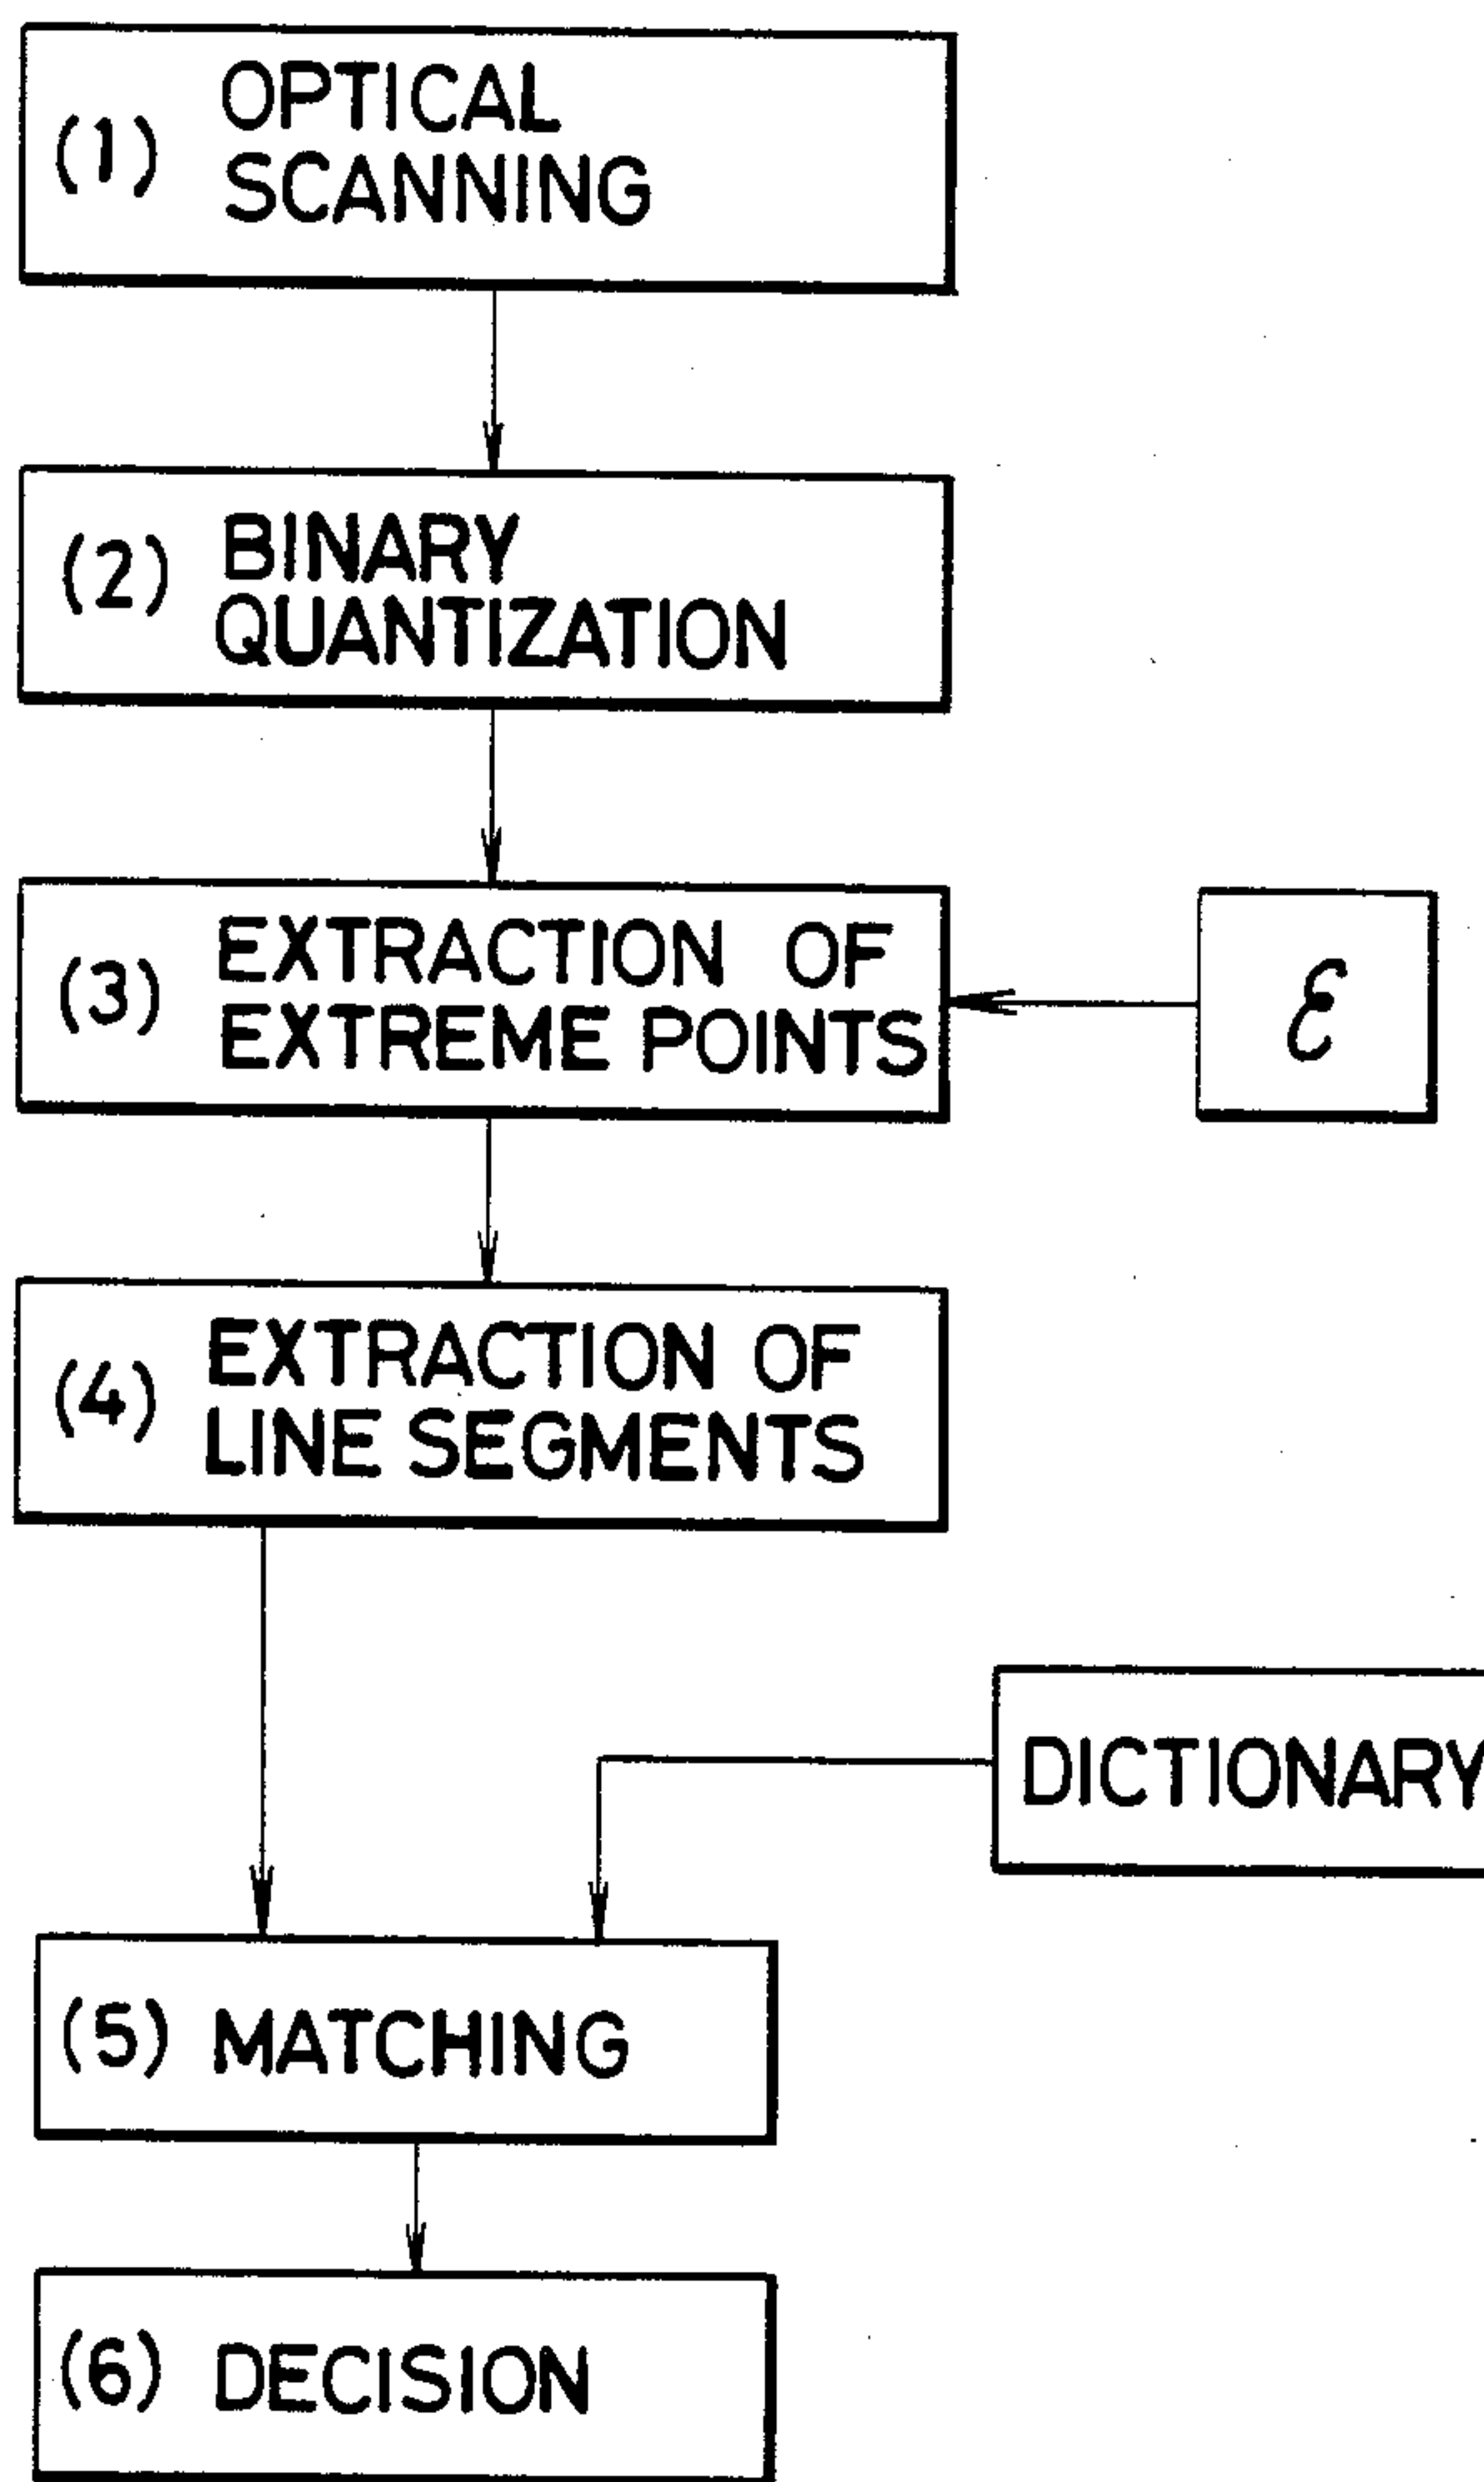 (1) OPTICAL
SCANNING
(2) BINARY
QUANTIZATION
(3) EXTRACTION OF
EXTREME POINTS
ℰ
(4) EXTRACTION OF
LINE SEGMENTS
DICTIONARY
(5) MATCHING
(6) DECISION